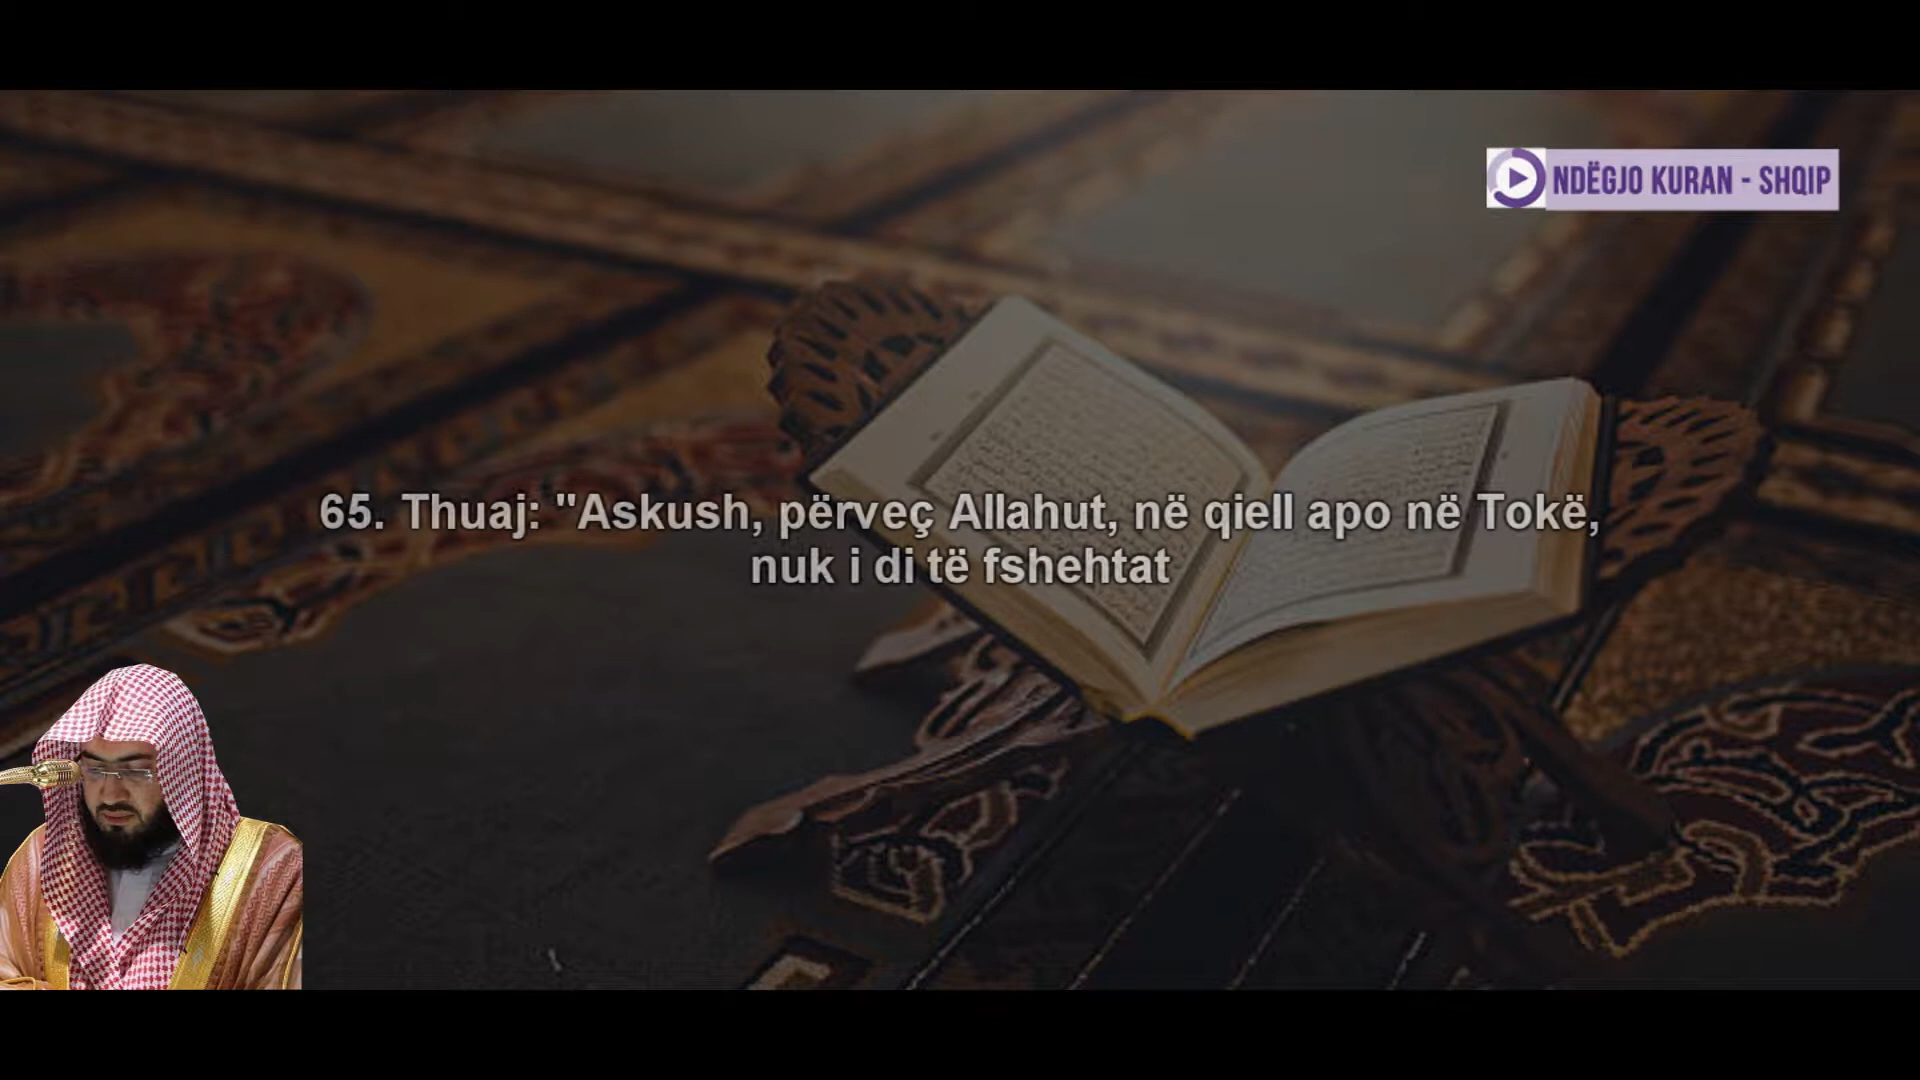 NDËGJO KURAN - SHQIP
65. Thuaj: "Askush, përveç Allahut, në qiell apo në Tokë,
nuk i di të fshehtat